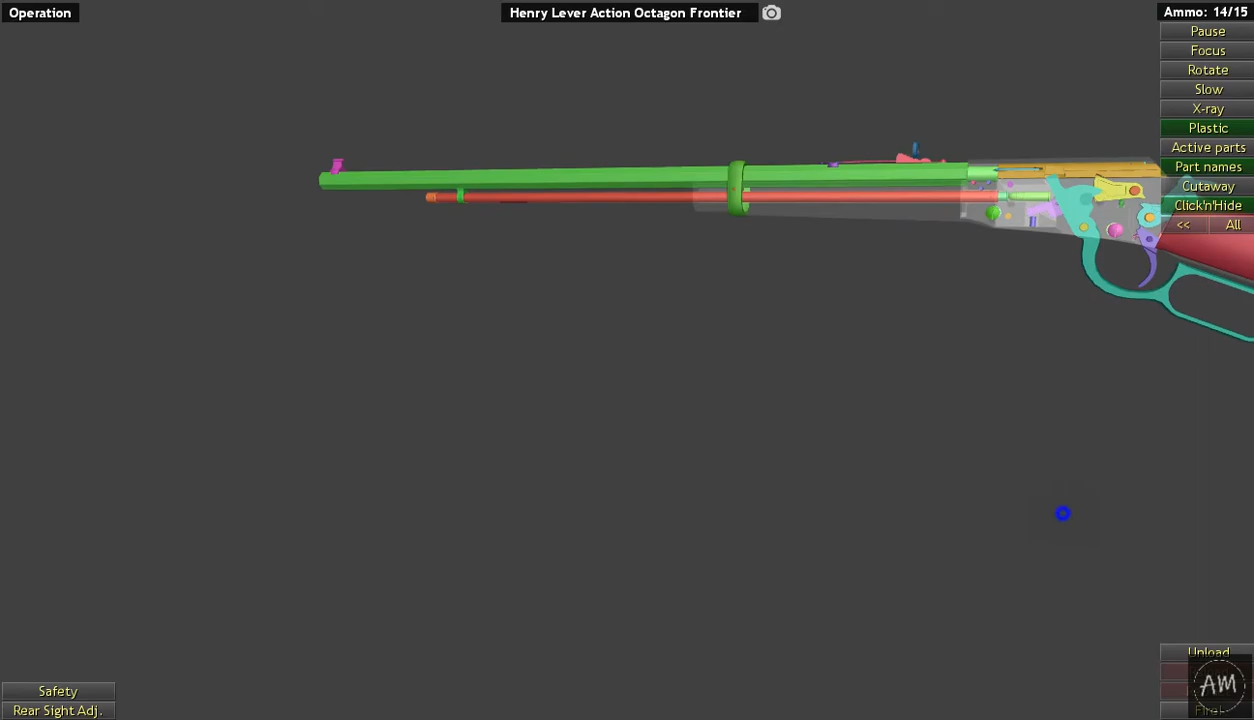 Operation
Henry Lever Action Octagon Frontier
Ammo: 14/15
Pause
Focus
Rotate
Slow
X-ray
Plastic
Active parts
Part names
Cutaway
Click'n'Hide
<< All
Unload
AM
Safety
Rear Sight Adj.